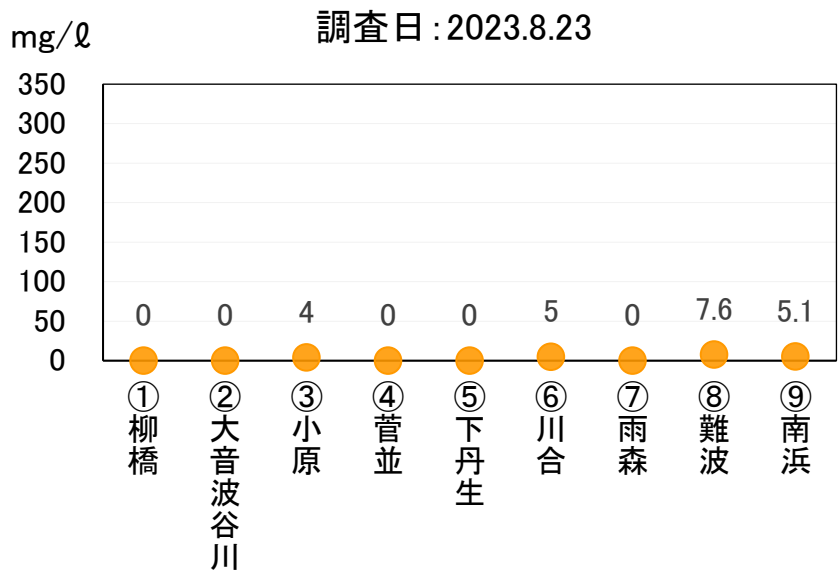 調査日:2023.8.23
mg/ℓ
350
300
250
200
150
100
50
0
0 0 4 0 0 5 0 7.6 5.1
①柳橋
②大音波谷川
③小原
④菅並
⑤下丹生
⑥川合
⑦雨森
⑧難波
⑨南浜